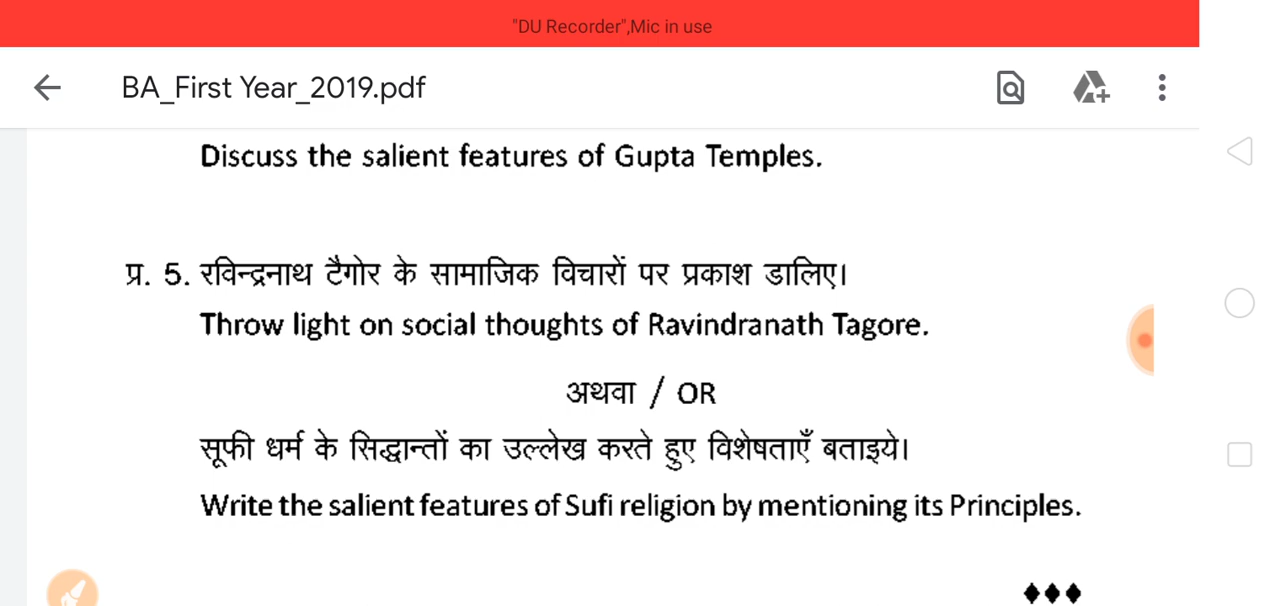 "DU Recorder",Mic in use
BA_First Year_2019.pdf
Discuss the salient features of Gupta Temples.
प्र. 5. रविन्द्रनाथ टैगोर के सामाजिक विचारों पर प्रकाश डालिए।
Throw light on social thoughts of Ravindranath Tagore.
अथवा / OR
सूफी धर्म के सिद्धान्तों का उल्लेख करते हुए विशेषताएँ बताइये।
Write the salient features of Sufi religion by mentioning its Principles.